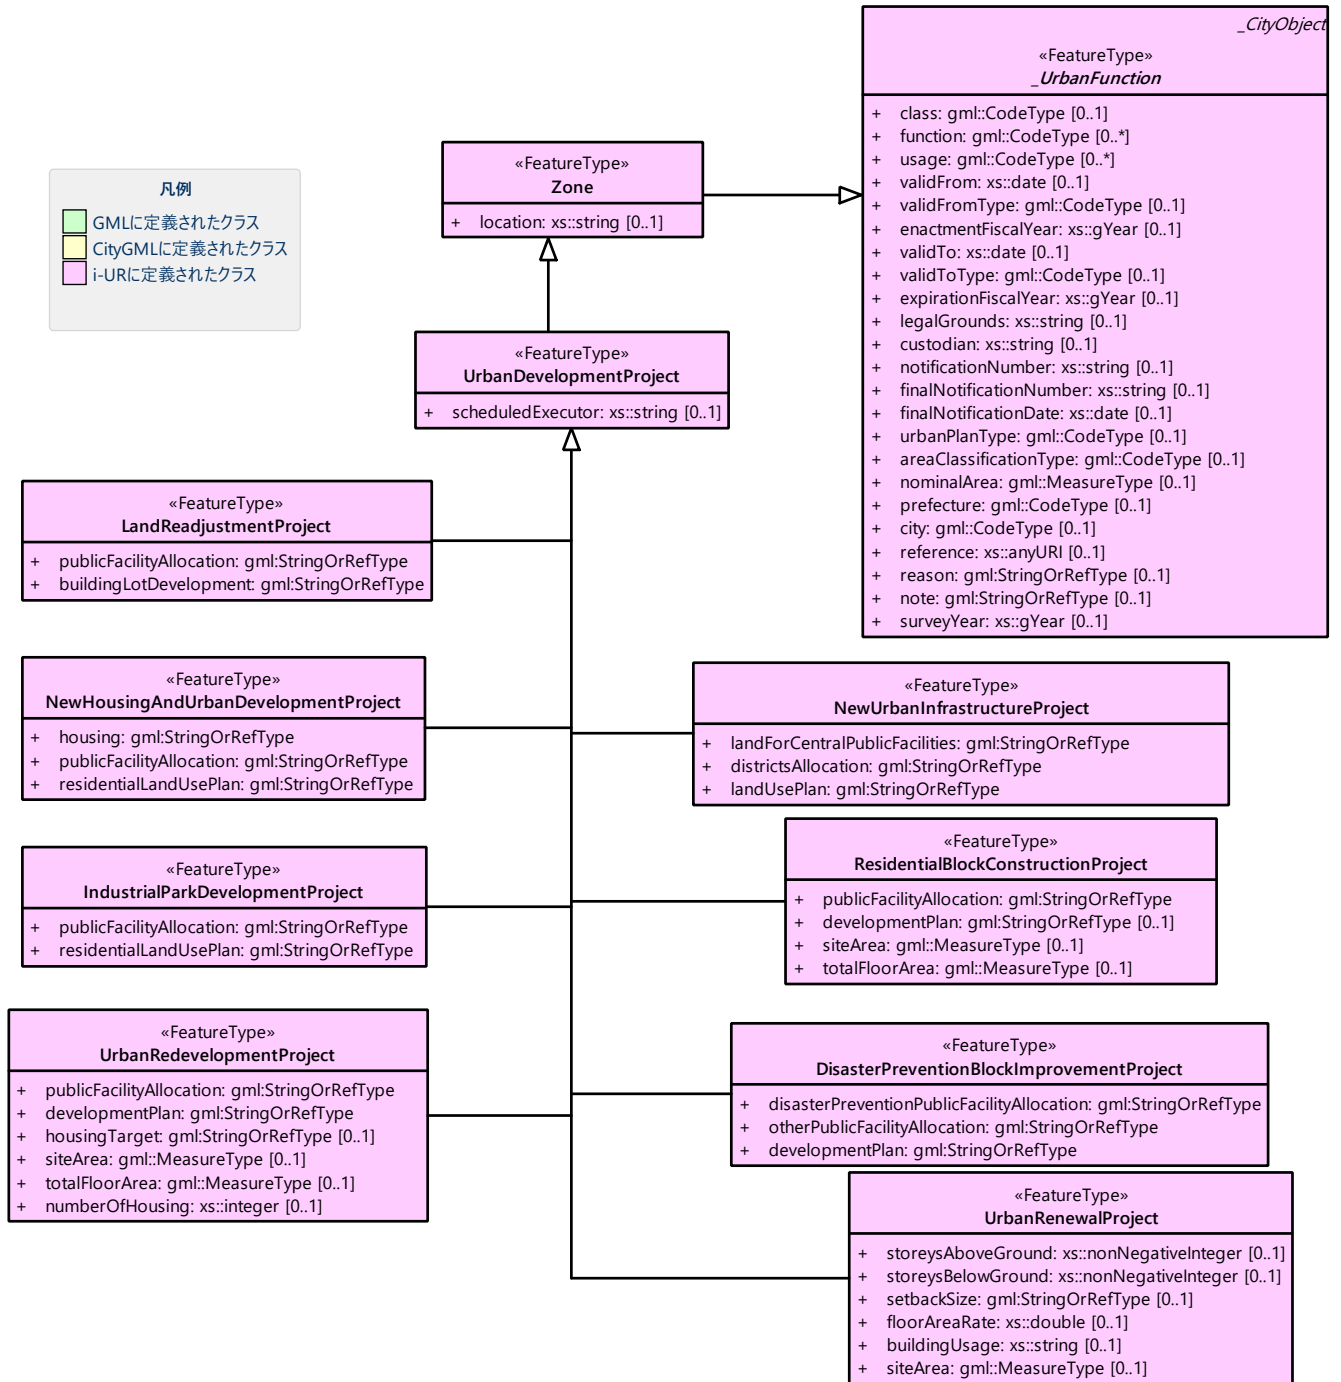 _CityObject
«FeatureType»
_UrbanFunction
+ class: gml::CodeType [0..1]
+ function: gml::CodeType [0..*]
+ usage: gml::CodeType [0..*]
+ validFrom: xs::date [0..1]
+ validFromType: gml::CodeType [0..1]
+ enactmentFiscalYear: xs::gYear [0..1]
+ validTo: xs::date [0..1]
+ validToType: gml::CodeType [0..1]
+ expirationFiscalYear: xs::gYear [0..1]
+ legalGrounds: xs::string [0..1]
+ custodian: xs::string [0..1]
+ notificationNumber: xs::string [0..1]
+ finalNotificationNumber: xs::string [0..1]
+ finalNotificationDate: xs::date [0..1]
+ urbanPlanType: gml::CodeType [0..1]
+ areaClassificationType: gml::CodeType [0..1]
+ nominalArea: gml::MeasureType [0..1]
+ prefecture: gml::CodeType [0..1]
+ city: gml::CodeType [0..1]
+ reference: xs::anyURI [0..1]
+ reason: gml:StringOrRefType [0..1]
+ note: gml:StringOrRefType [0..1]
+ surveyYear: xs::gYear [0..1]
«FeatureType»
Zone
+ location: xs::string [0..1]
凡例
GMLに定義されたクラス
CityGMLに定義されたクラス
i-URに定義されたクラス
«FeatureType»
UrbanDevelopmentProject
+ scheduledExecutor: xs::string [0..1]
«FeatureType»
LandReadjustmentProject
+ publicFacilityAllocation: gml:StringOrRefType
+ buildingLotDevelopment: gml:StringOrRefType
«FeatureType»
NewHousingAndUrbanDevelopmentProject
+ housing: gml:StringOrRefType
+ publicFacilityAllocation: gml:StringOrRefType
+ residentialLandUsePlan: gml:StringOrRefType
«FeatureType»
NewUrbanInfrastructureProject
+ landForCentralPublicFacilities: gml:StringOrRefType
+ districtsAllocation: gml:StringOrRefType
+ landUsePlan: gml:StringOrRefType
«FeatureType»
IndustrialParkDevelopmentProject
+ publicFacilityAllocation: gml:StringOrRefType
+ residentialLandUsePlan: gml:StringOrRefType
«FeatureType»
ResidentialBlockConstructionProject
+ publicFacilityAllocation: gml:StringOrRefType
+ developmentPlan: gml:StringOrRefType [0..1]
+ siteArea: gml::MeasureType [0..1]
+ totalFloorArea: gml::MeasureType [0..1]
«FeatureType»
UrbanRedevelopmentProject
+ publicFacilityAllocation: gml:StringOrRefType
+ developmentPlan: gml:StringOrRefType
+ housingTarget: gml:StringOrRefType [0..1]
+ siteArea: gml::MeasureType [0..1]
+ totalFloorArea: gml::MeasureType [0..1]
+ numberOfHousing: xs::integer [0..1]
«FeatureType»
DisasterPreventionBlockImprovementProject
+ disasterPreventionPublicFacilityAllocation: gml:StringOrRefType
+ otherPublicFacilityAllocation: gml:StringOrRefType
+ developmentPlan: gml:StringOrRefType
«FeatureType»
UrbanRenewalProject
+ storeysAboveGround: xs::nonNegativeInteger [0..1]
+ storeysBelowGround: xs::nonNegativeInteger [0..1]
+ setbackSize: gml:StringOrRefType [0..1]
+ floorAreaRate: xs::double [0..1]
+ buildingUsage: xs::string [0..1]
+ siteArea: gml::MeasureType [0..1]